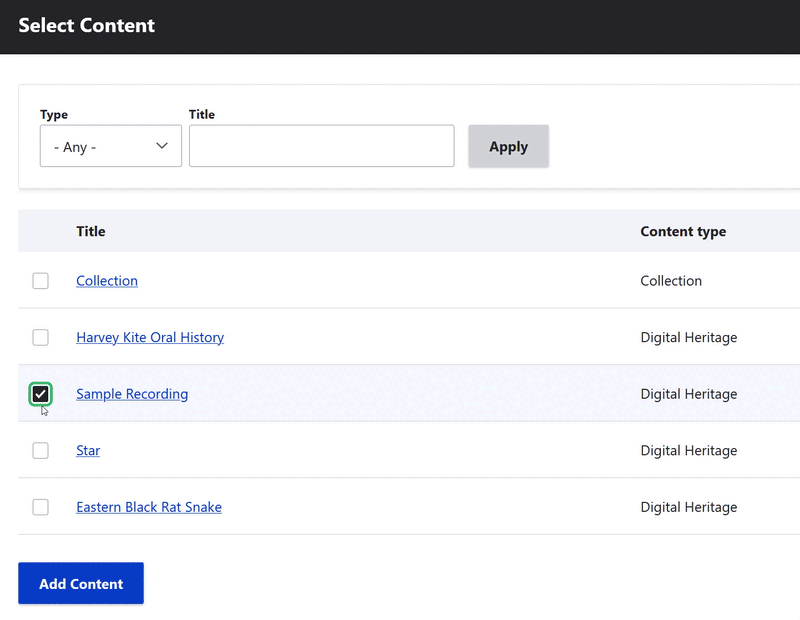 Select Content
Type Title
- Any -
Apply
Title Content type
Collection Collection
Harvey Kite Oral History Digital Heritage
Sample Recording Digital Heritage
Star Digital Heritage
Eastern Black Rat Snake Digital Heritage
Add Content